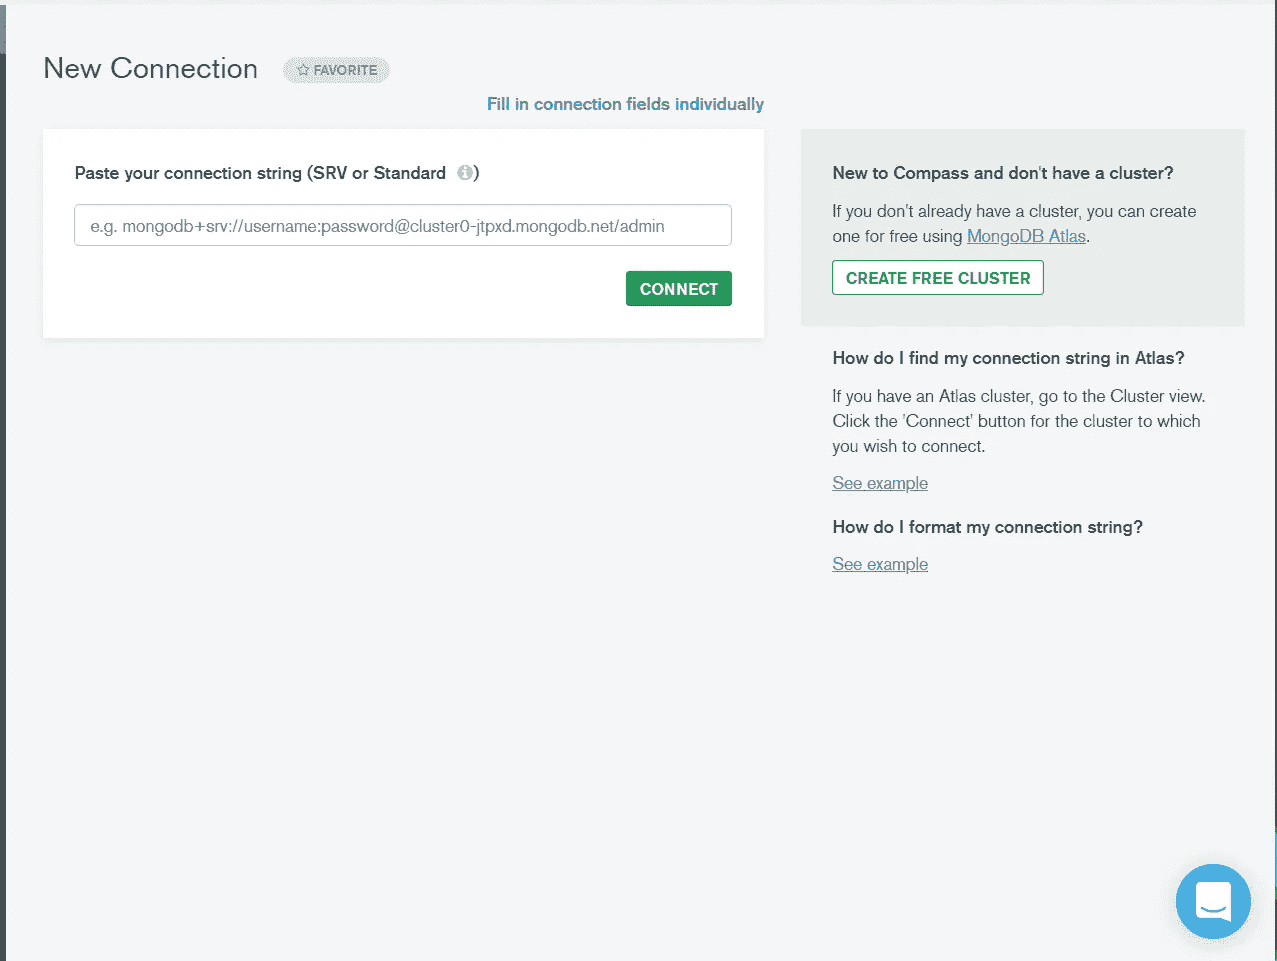 New Connection
FAVORITE
Fill in connection fields individually
Paste your connection string (SRV or Standard )
e.g. mongodb+srv://username:password@cluster0-jtpxd.mongodb.net/admin
CONNECT
New to Compass and don't have a cluster?
If you don't already have a cluster, you can create
one for free using MongoDB Atlas.
CREATE FREE CLUSTER
How do I find my connection string in Atlas?
If you have an Atlas cluster, go to the Cluster view.
Click the 'Connect' button for the cluster to which
you wish to connect.
See example
How do I format my connection string?
See example